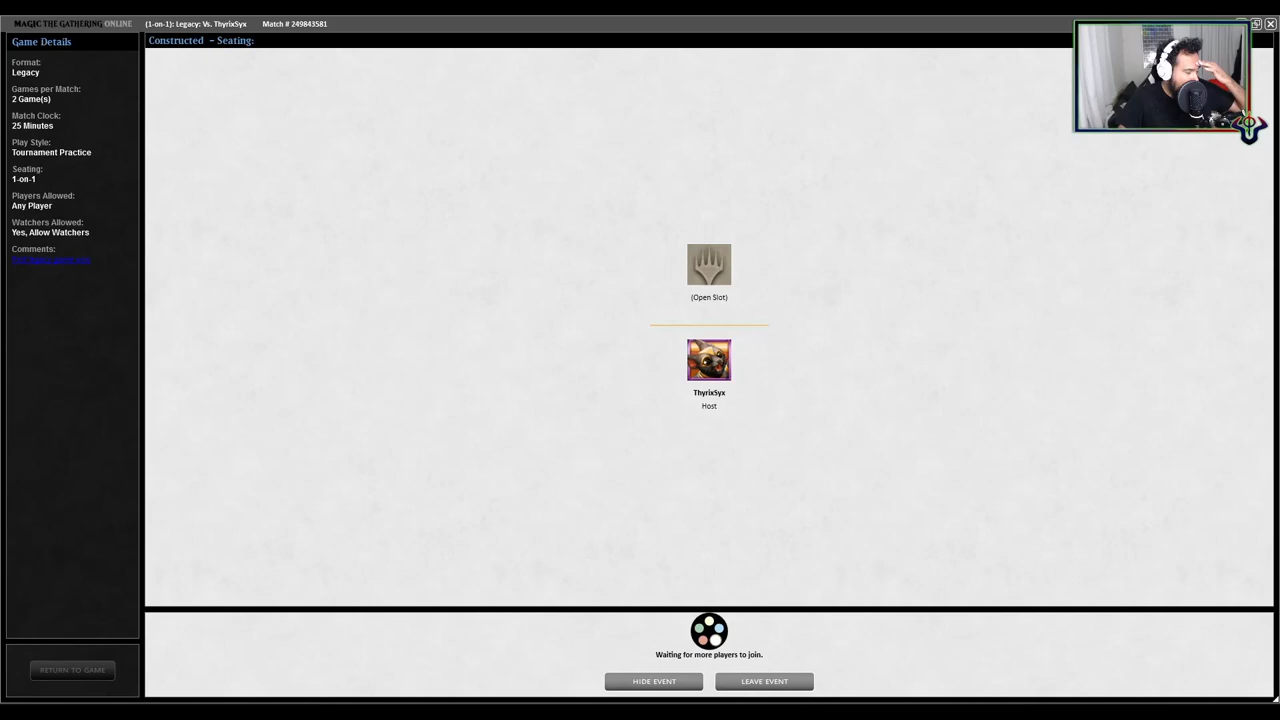 MAGIC THE GATHERING ONLINE (1-on-1): Legacy: Vs. ThyrixSyx Match # 249843581
Game Details
Constructed - Seating:
Format:
Legacy
Games per Match:
2 Game(s)
Match Clock:
25 Minutes
Play Style:
Tournament Practice
Seating:
1-on-1
Players Allowed:
Any Player
Watchers Allowed:
Yes, Allow Watchers
Comments:
(Open Slot)
ThyrixSyx
Host
Waiting for more players to join.
RETURN TO GAME
HIDE EVENT
LEAVE EVENT